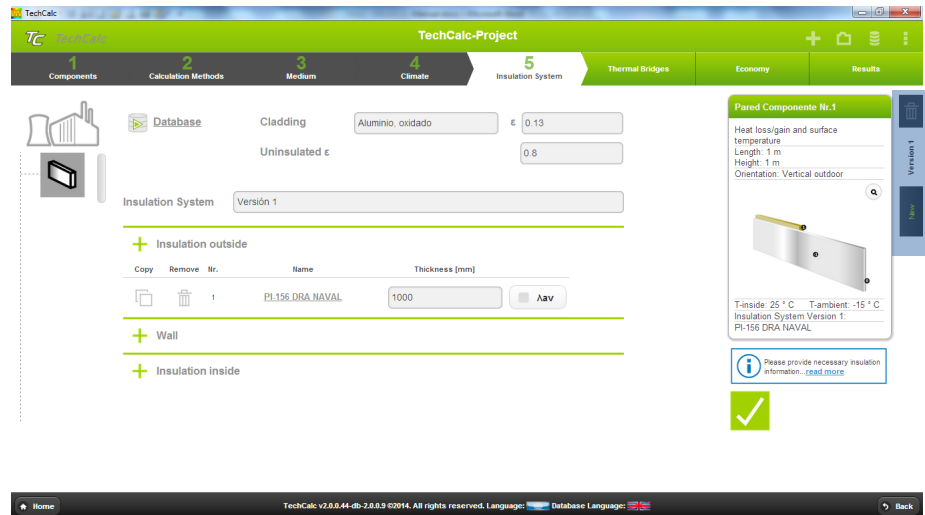 TechCalc
TC TechCalc
TechCalc-Project
1 Components
2 Calculation Methods
3 Medium
4 Climate
5 Insulation System
Thermal Bridges
Economy
Results
Database
Cladding
Aluminio, oxidado
ε
0.13
Uninsulated ε
0.8
Insulation System
Versión 1
Insulation outside
Copy Remove Nr. Name Thickness [mm]
1 PI-156 DRA NAVAL 1000 λav
Wall
Insulation inside
Pared Componente Nr.1
Heat loss/gain and surface
temperature
Length: 1 m
Height: 1 m
Orientation: Vertical outdoor
T-inside: 25 ° C T-ambient: -15 ° C
Insulation System Version 1:
PI-156 DRA NAVAL
Version 1
New
Please provide necessary insulation
information...read more
Home
TechCalc v2.0.0.44-db-2.0.0.9 ©2014. All rights reserved. Language: Database Language:
Back